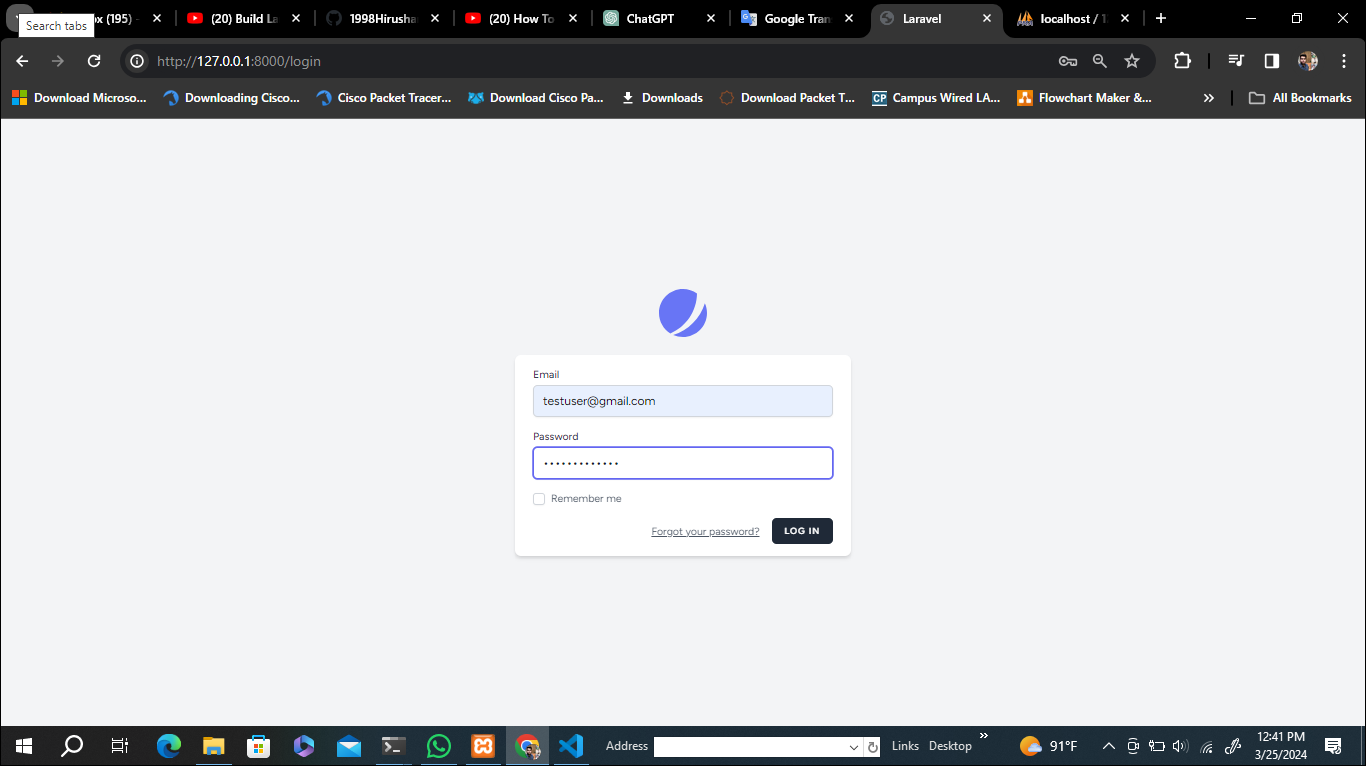 ox (195) -
(20) Build La
1998Hirusha
(20) How To
ChatGPT
Google Tran
Laravel
localhost / 12
Search tabs
http://127.0.0.1:8000/login
Download Microso...
Downloading Cisco...
Cisco Packet Tracer...
Download Cisco Pa...
Downloads
Download Packet T...
CP
Campus Wired LA...
Flowchart Maker &...
All Bookmarks
Email
testuser@gmail.com
Password
Remember me
Forgot your password?
LOG IN
Address
Links
Desktop
91°F
12:41 PM
3/25/2024